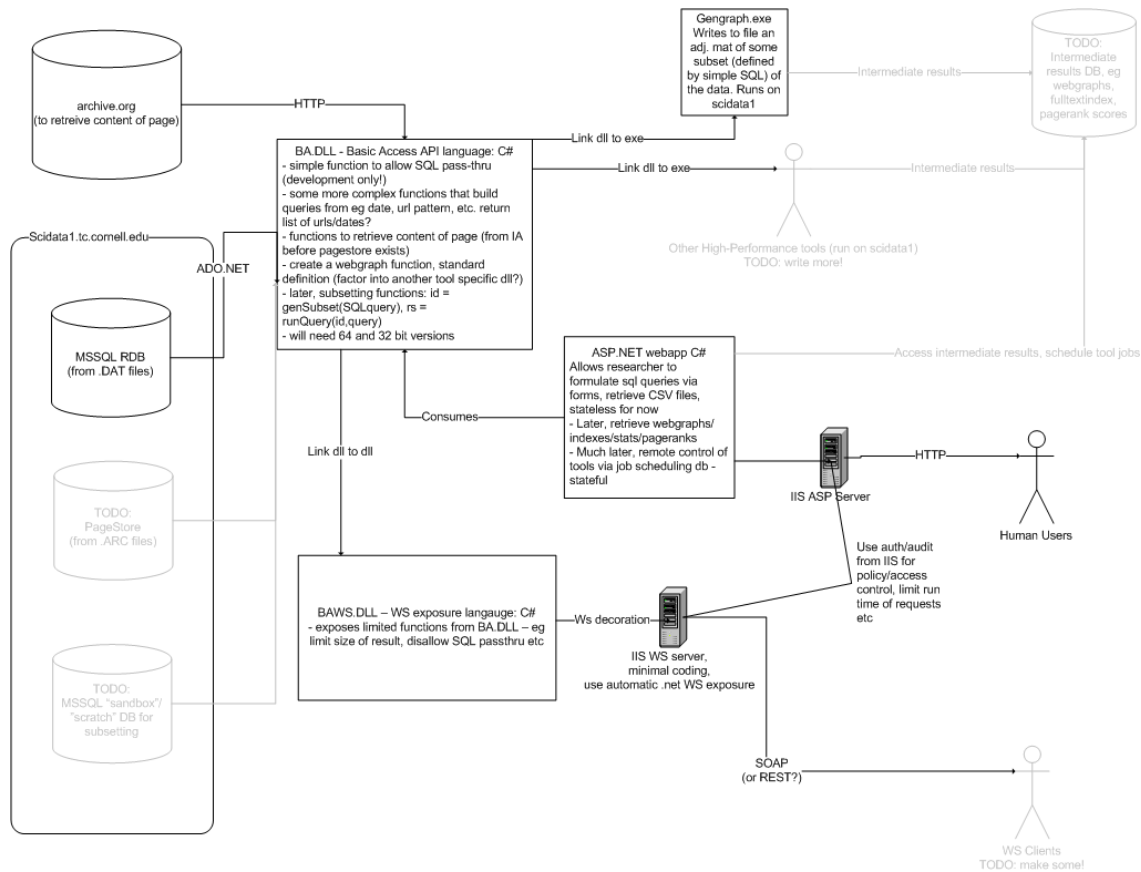 Gengraph.exe
Writes to file an
adj. mat of some
subset (defined
by simple SQL) of
the data. Runs on
scidata1
Intermediate results
TODO:
Intermediate
results DB, eg
webgraphs,
fulltextindex,
pagerank scores
archive.org
(to retreive content of page)
HTTP
Link dll to exe
BA.DLL - Basic Access API language: C#
- simple function to allow SQL pass-thru
(development only!)
- some more complex functions that build
queries from eg date, url pattern, etc. return
list of urls/dates?
- functions to retrieve content of page (from IA
before pagestore exists)
- create a webgraph function, standard
definition (factor into another tool specific dll?)
- later, subsetting functions: id =
genSubset(SQLquery), rs =
runQuery(id,query)
- will need 64 and 32 bit versions
Link dll to exe
Intermediate results
Other High-Performance tools (run on scidata1)
TODO: write more!
Scidata1.tc.cornell.edu
ADO.NET
MSSQL RDB
(from .DAT files)
ASP.NET webapp C#
Allows researcher to
formulate sql queries via
forms, retrieve CSV files,
stateless for now
- Later, retrieve webgraphs/
indexes/stats/pageranks
- Much later, remote control of
tools via job scheduling db -
stateful
Access intermediate results, schedule tool jobs
Consumes
Link dll to dll
IIS ASP Server
HTTP
Human Users
TODO:
PageStore
(from .ARC files)
Use auth/audit
from IIS for
policy/access
control, limit run
time of requests
etc
BAWS.DLL – WS exposure langauge: C#
- exposes limited functions from BA.DLL – eg
limit size of result, disallow SQL passthru etc
Ws decoration
IIS WS server,
minimal coding,
use automatic .net WS exposure
TODO:
MSSQL “sandbox”/
”scratch” DB for
subsetting
SOAP
(or REST?)
WS Clients
TODO: make some!